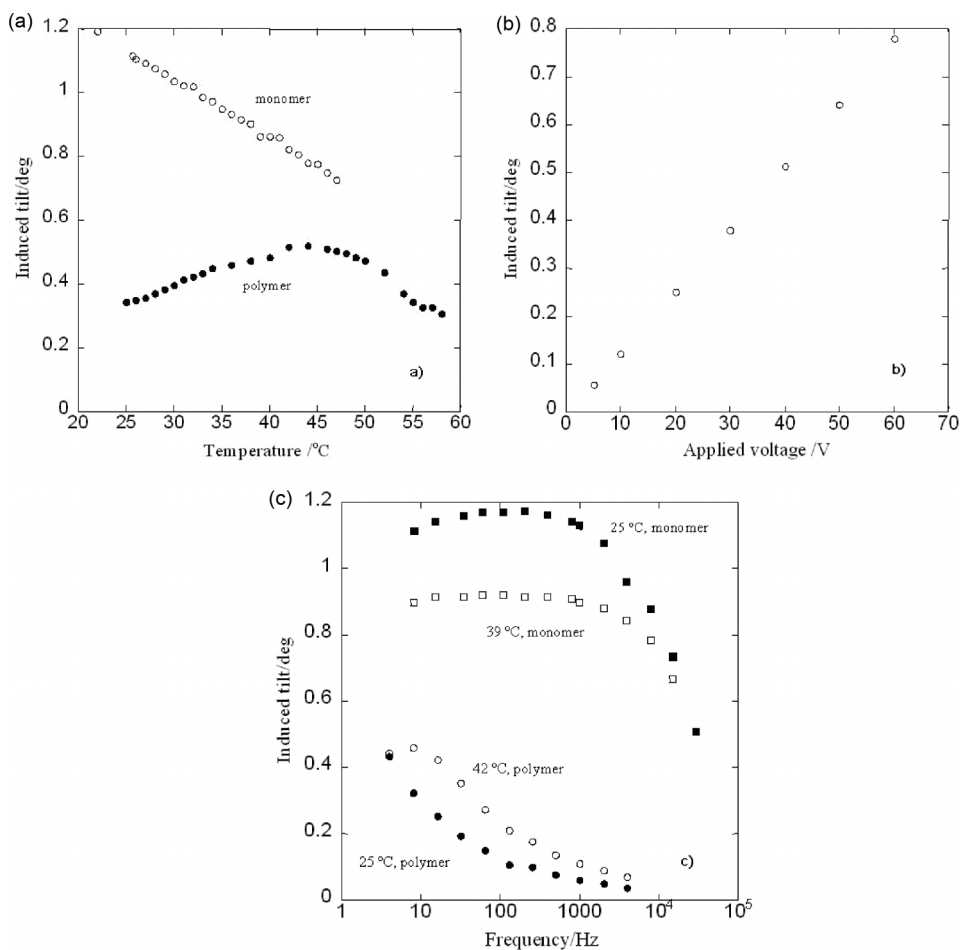 (a)
1.2
1
0.8
0.6
0.4
0.2
0
monomer
polymer
a)
20 25 30 35 40 45 50 55 60
Temperature /°C
Induced tilt/deg
(b)
0.8
0.7
0.6
0.5
0.4
0.3
0.2
0.1
0
b)
0 10 20 30 40 50 60 70
Applied voltage /V
Induced tilt/deg
(c)
1.2
1
0.8
0.6
0.4
0.2
0
25 °C, monomer
39 °C, monomer
42 °C, polymer
25 °C, polymer
c)
1 10 100 1000 10⁴ 10⁵
Frequency/Hz
Induced tilt/deg